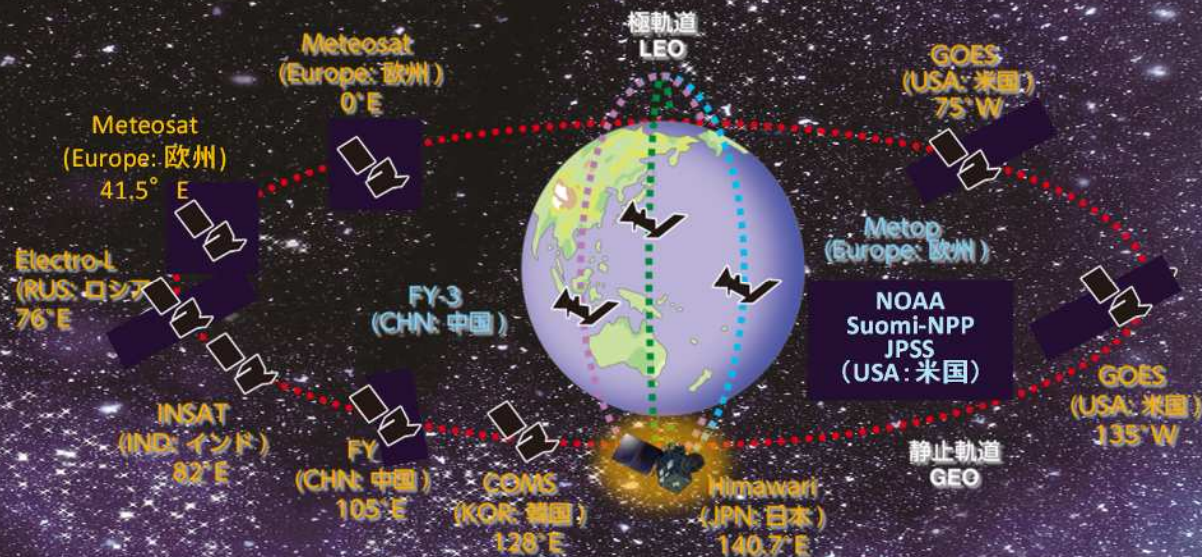 極軌道
LEO
Meteosat
(Europe: 欧州 )
0°E
GOES
(USA: 米国 )
75°W
Meteosat
(Europe: 欧州)
41.5° E
Metop
(Europe: 欧州 )
Electro-L
(RUS: ロシア
76°E
FY-3
(CHN: 中国 )
NOAA
Suomi-NPP
JPSS
(USA: 米国)
GOES
(USA: 米国 )
135°W
INSAT
(IND: インド )
82°E
FY
(CHN: 中国 )
105°E
COMS
(KOR: 韓国 )
128°E
Himawari
(JPN: 日本 )
140.7°E
静止軌道
GEO